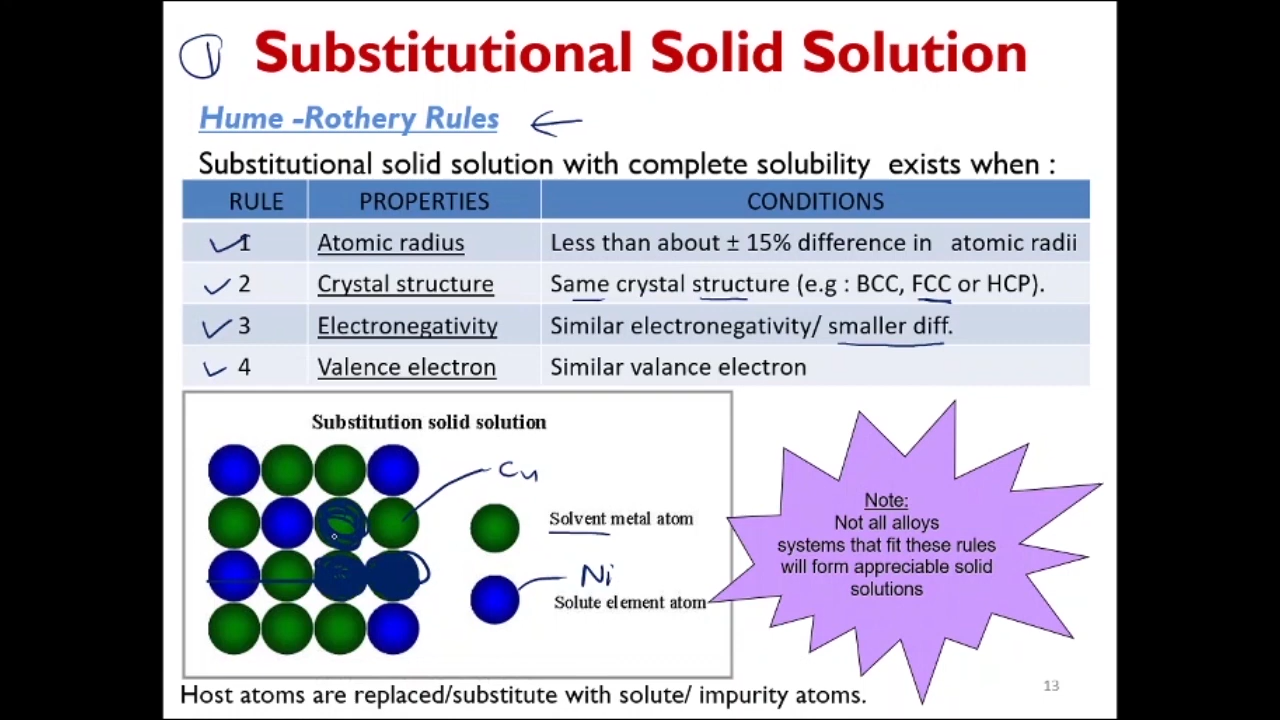 1 Substitutional Solid Solution
Hume -Rothery Rules
Substitutional solid solution with complete solubility exists when :
RULE PROPERTIES CONDITIONS
1 Atomic radius Less than about ± 15% difference in atomic radii
2 Crystal structure Same crystal structure (e.g : BCC, FCC or HCP).
3 Electronegativity Similar electronegativity/ smaller diff.
4 Valence electron Similar valance electron
Substitution solid solution
Cu
Solvent metal atom
Ni
Solute element atom
Note:
Not all alloys
systems that fit these rules
will form appreciable solid
solutions
Host atoms are replaced/substitute with solute/ impurity atoms.
13